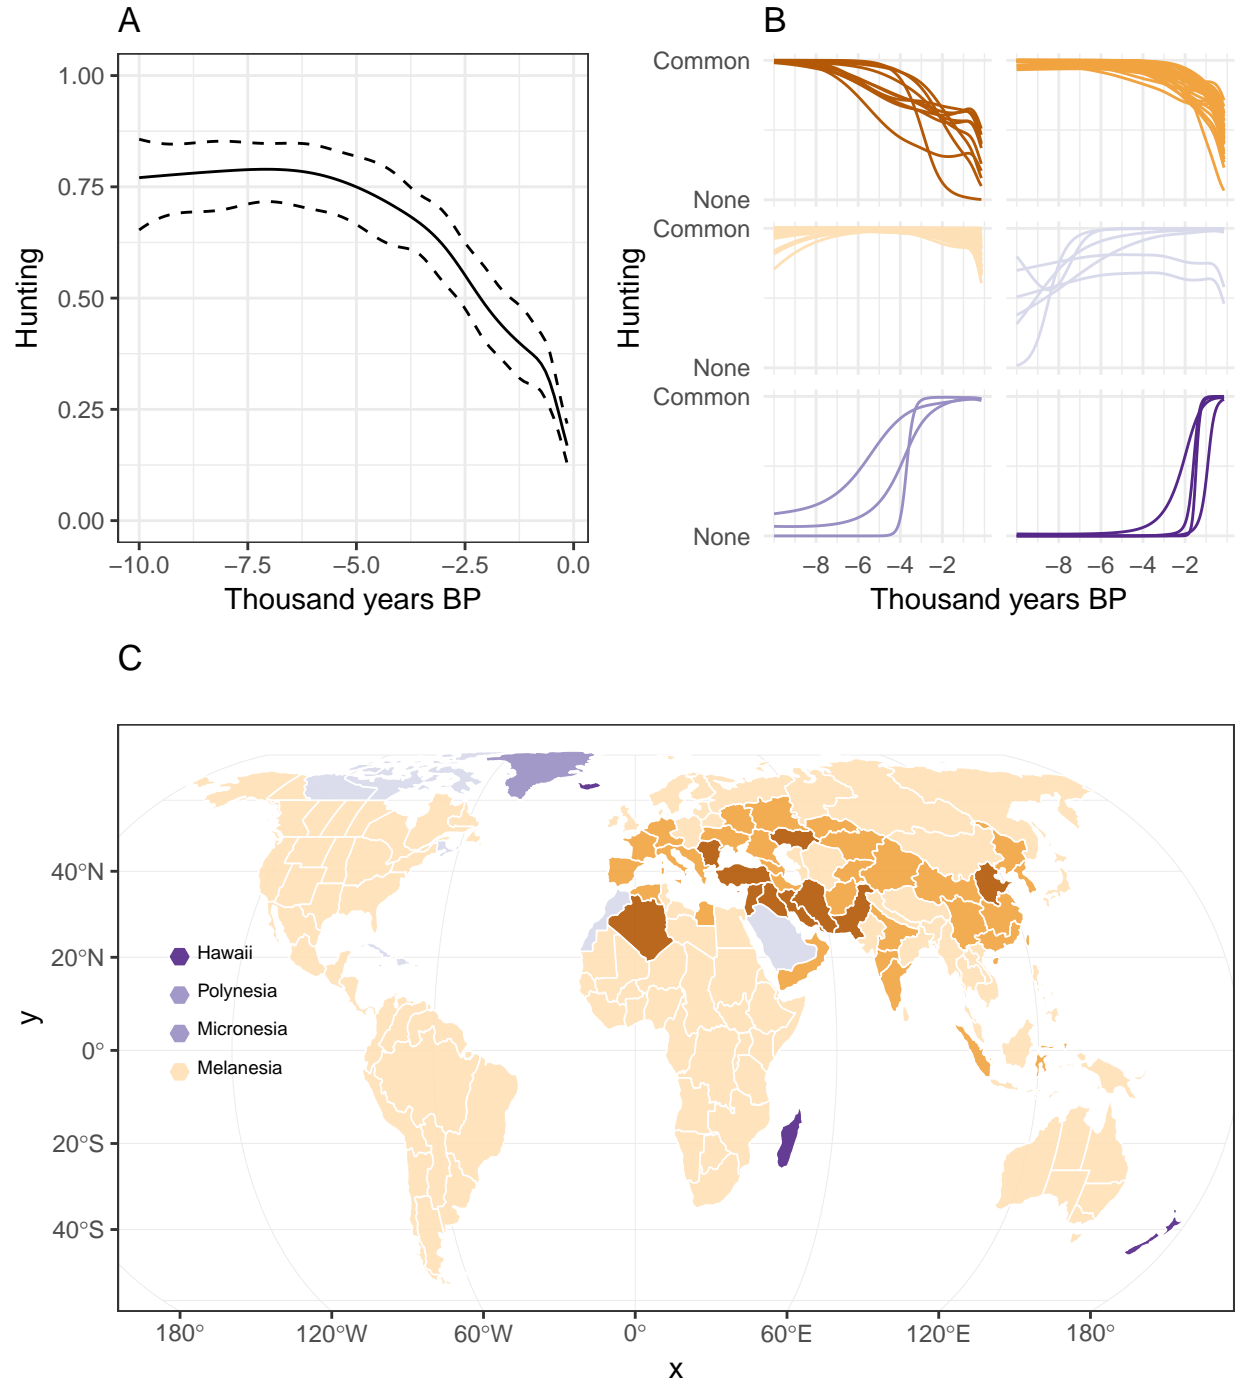 A
B
1.00
0.75
0.50
0.25
0.00
Hunting
−10.0
−7.5
−5.0
−2.5
0.0
Thousand years BP
Common
None
Common
None
Common
None
Hunting
−8
−6
−4
−2
−8
−6
−4
−2
Thousand years BP
C
40°N
20°N
0°
20°S
40°S
y
Hawaii
Polynesia
Micronesia
Melanesia
180°
120°W
60°W
0°
60°E
120°E
180°
x